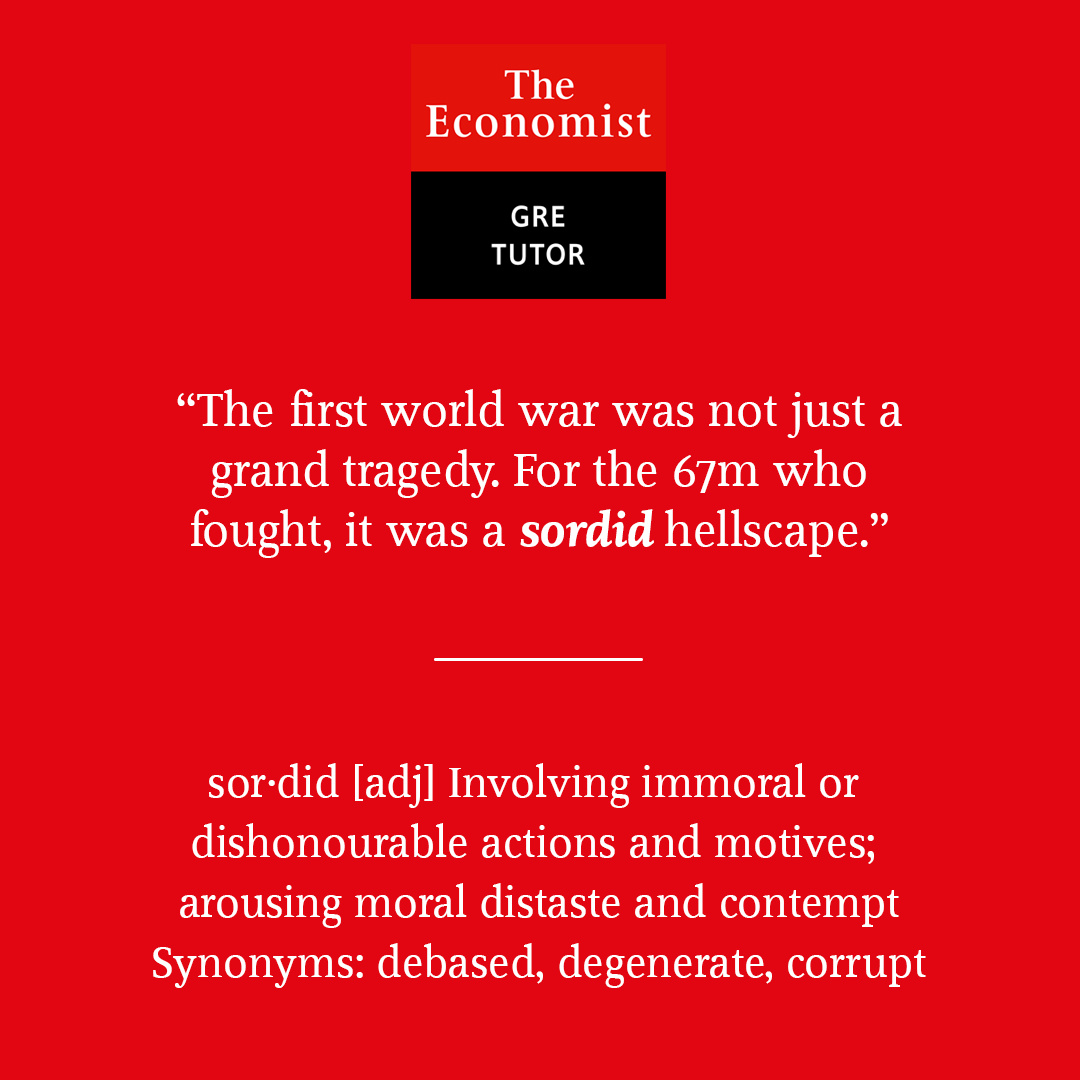 The
Economist
GRE
TUTOR
“The first world war was not just a
grand tragedy. For the 67m who
fought, it was a sordid hellscape.”
sor·did [adj] Involving immoral or
dishonourable actions and motives;
arousing moral distaste and contempt
Synonyms: debased, degenerate, corrupt